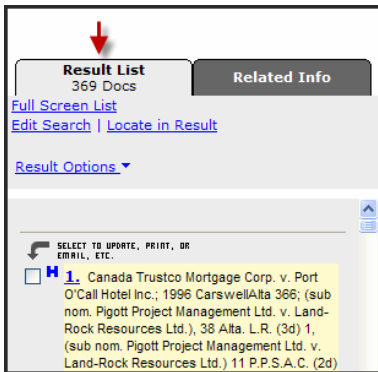 Result List
369 Docs
Related Info
Full Screen List
Edit Search | Locate in Result
Result Options
SELECT TO UPDATE, PRINT, OR
EMAIL, ETC.
H 1. Canada Trustco Mortgage Corp. v. Port
O'Call Hotel Inc.; 1996 CarswellAlta 366; (sub
nom. Pigott Project Management Ltd. v. Land-
Rock Resources Ltd.), 38 Alta. L.R. (3d) 1,
(sub nom. Pigott Project Management Ltd. v.
Land-Rock Resources Ltd.) 11 P.P.S.A.C. (2d)